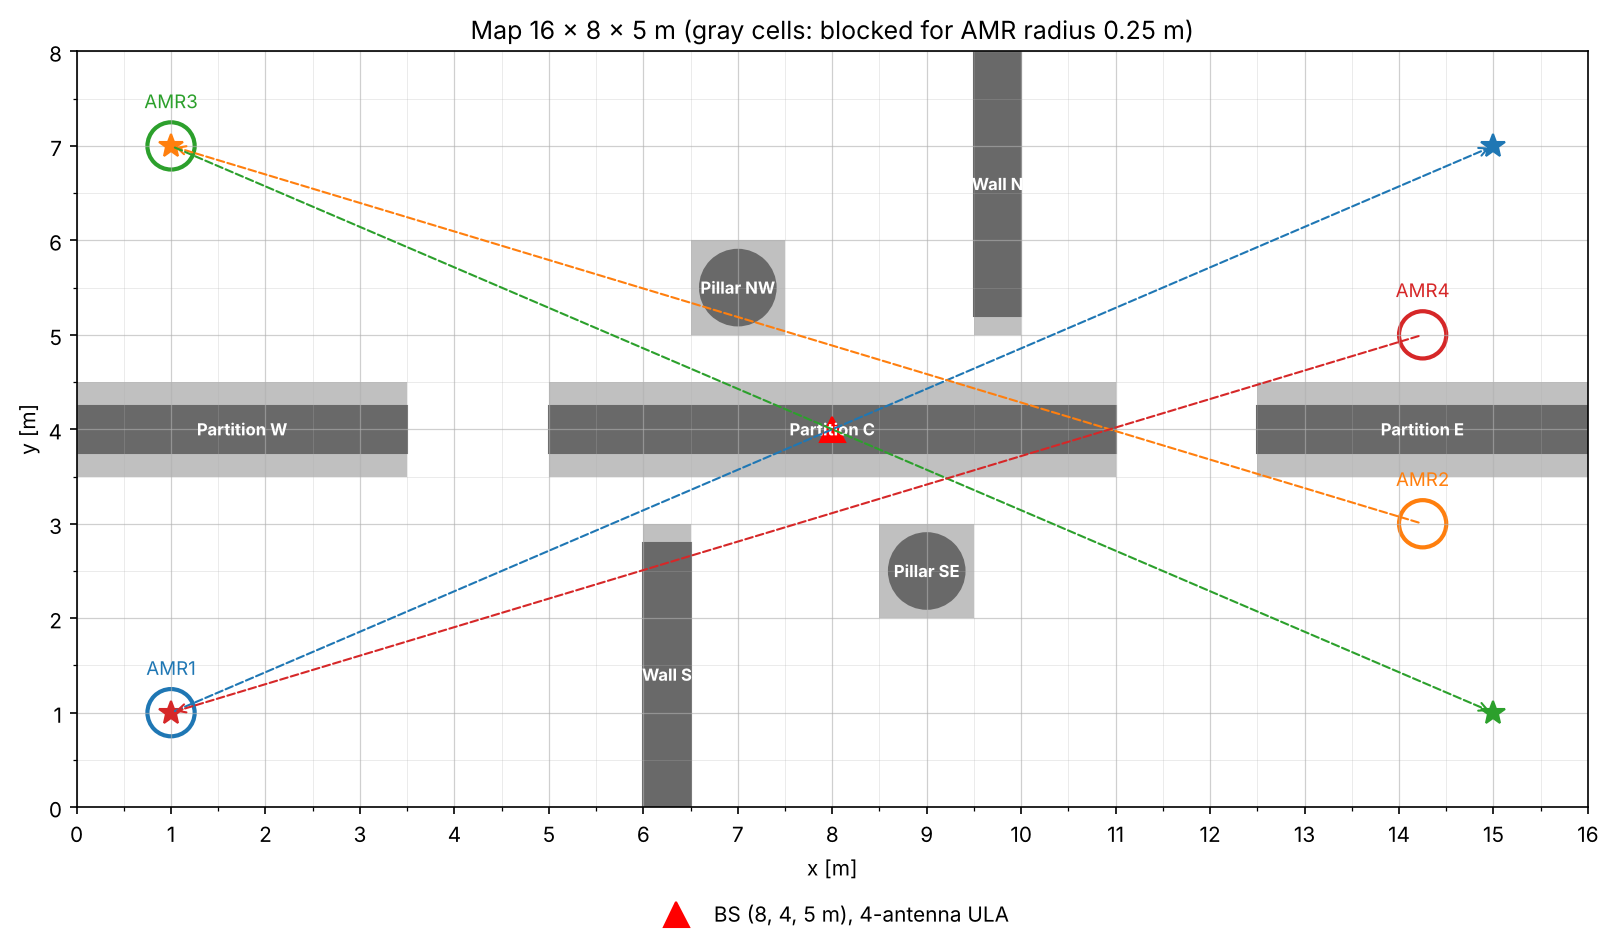 Map 16 × 8 × 5 m (gray cells: blocked for AMR radius 0.25 m)
8
7
6
5
4
3
2
1
0
y [m]
AMR3
Wall N
Pillar NW
AMR4
Partition W
Partition C
Partition E
AMR2
Pillar SE
AMR1
Wall S
0 1 2 3 4 5 6 7 8 9 10 11 12 13 14 15 16
x [m]
BS (8, 4, 5 m), 4-antenna ULA